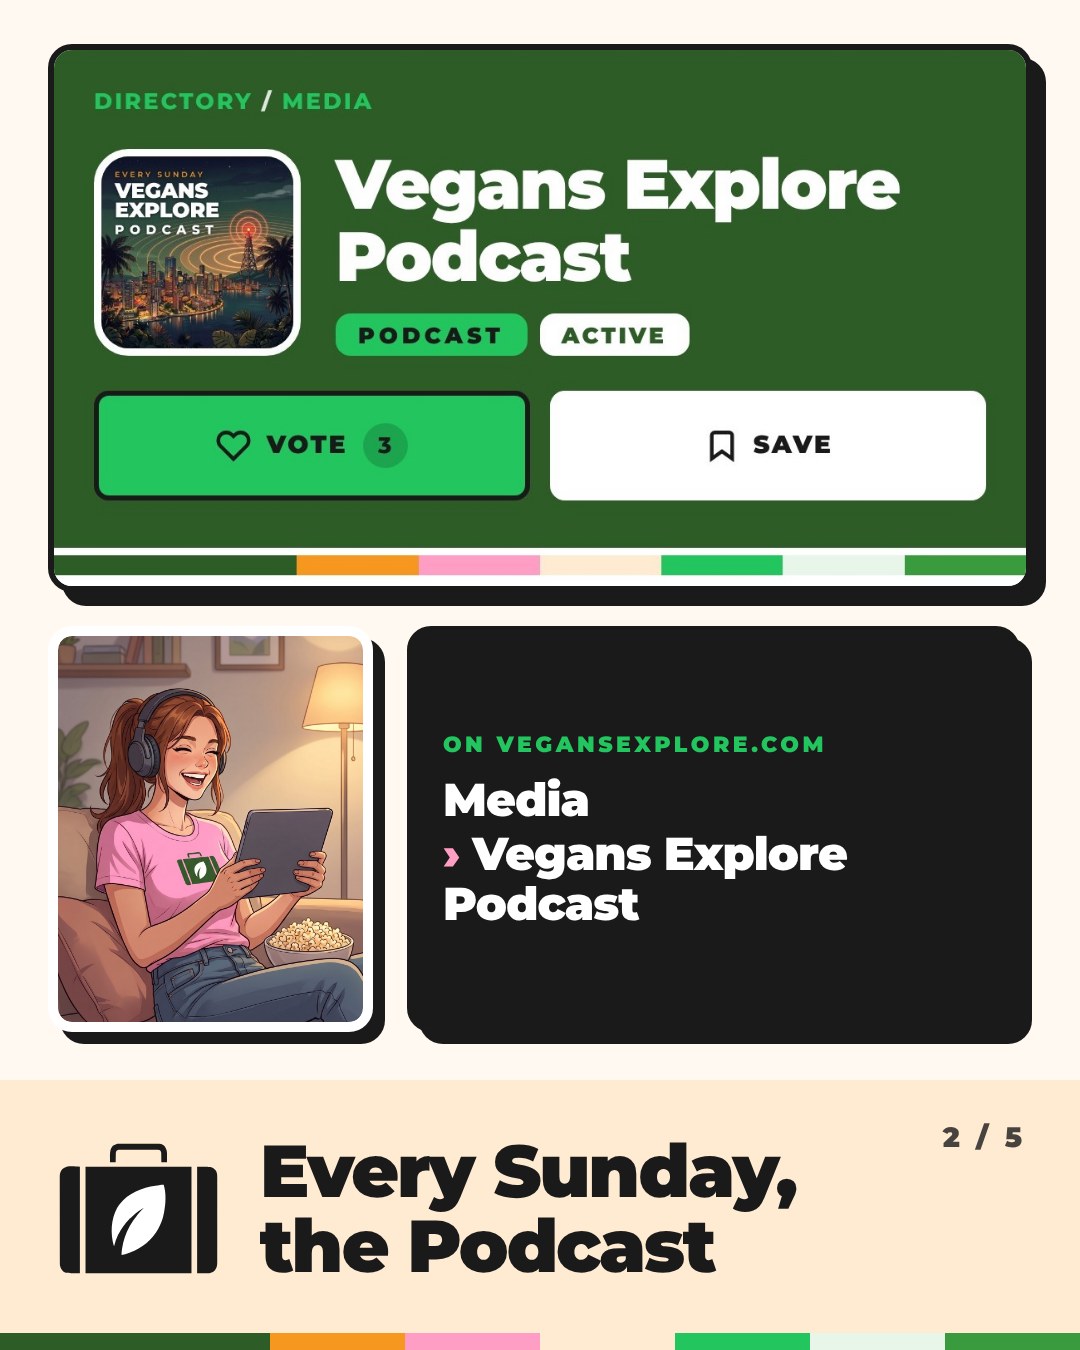 DIRECTORY / MEDIA
EVERY SUNDAY
VEGANS
EXPLORE
PODCAST
Vegans Explore
Podcast
PODCAST
ACTIVE
VOTE 3
SAVE
ON VEGANSEXPLORE.COM
Media
› Vegans Explore
Podcast
2 / 5
Every Sunday,
the Podcast